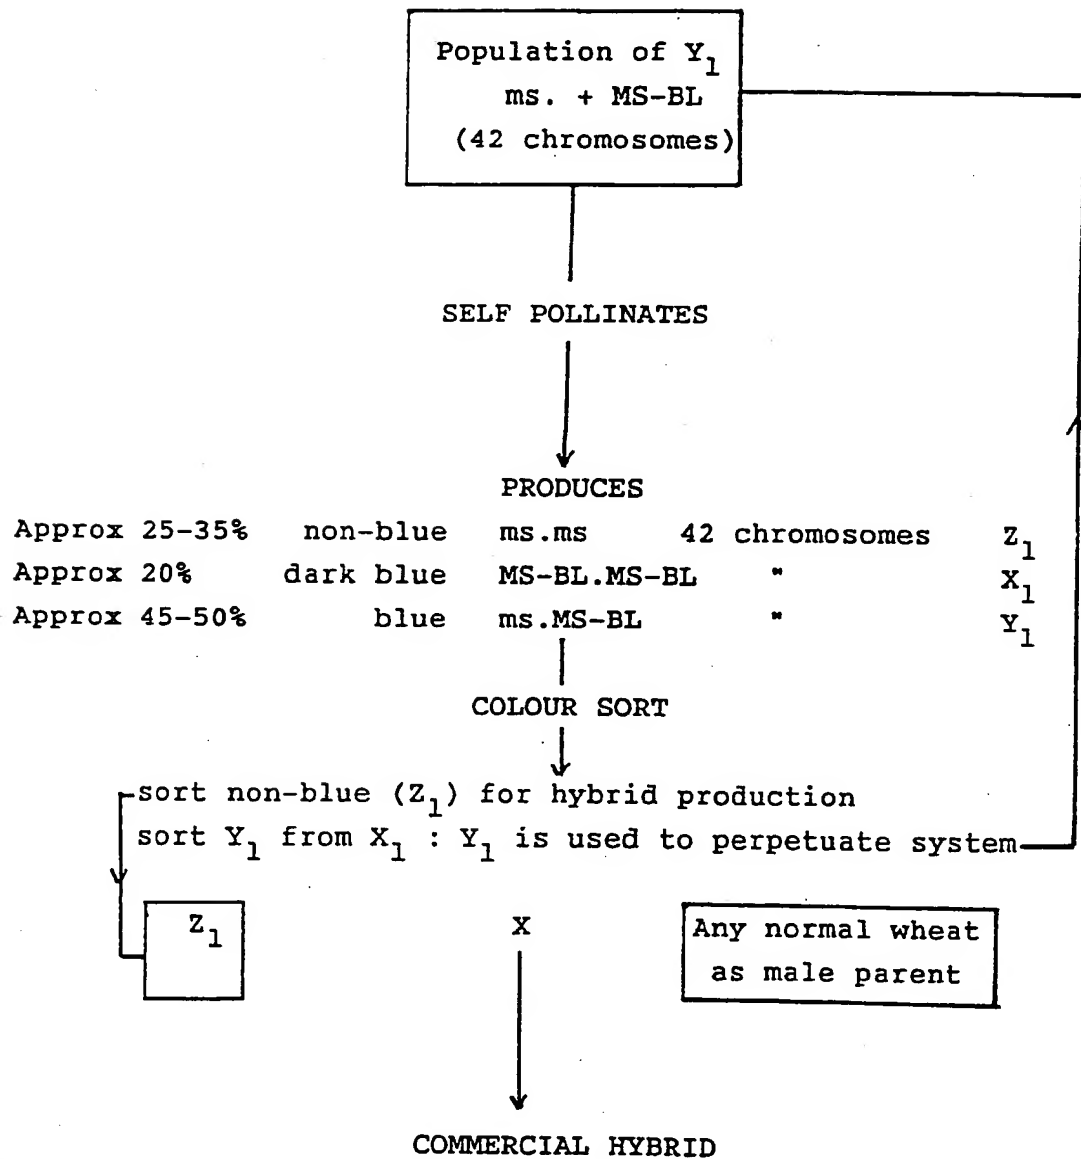 Population of Y1
ms. + MS-BL
(42 chromosomes)
SELF POLLINATES
PRODUCES
Approx 25-35% non-blue ms.ms 42 chromosomes Z1
Approx 20% dark blue MS-BL.MS-BL " X1
Approx 45-50% blue ms.MS-BL " Y1
COLOUR SORT
sort non-blue (Z1) for hybrid production
sort Y1 from X1 : Y1 is used to perpetuate system
Z1 X Any normal wheat
as male parent
COMMERCIAL HYBRID